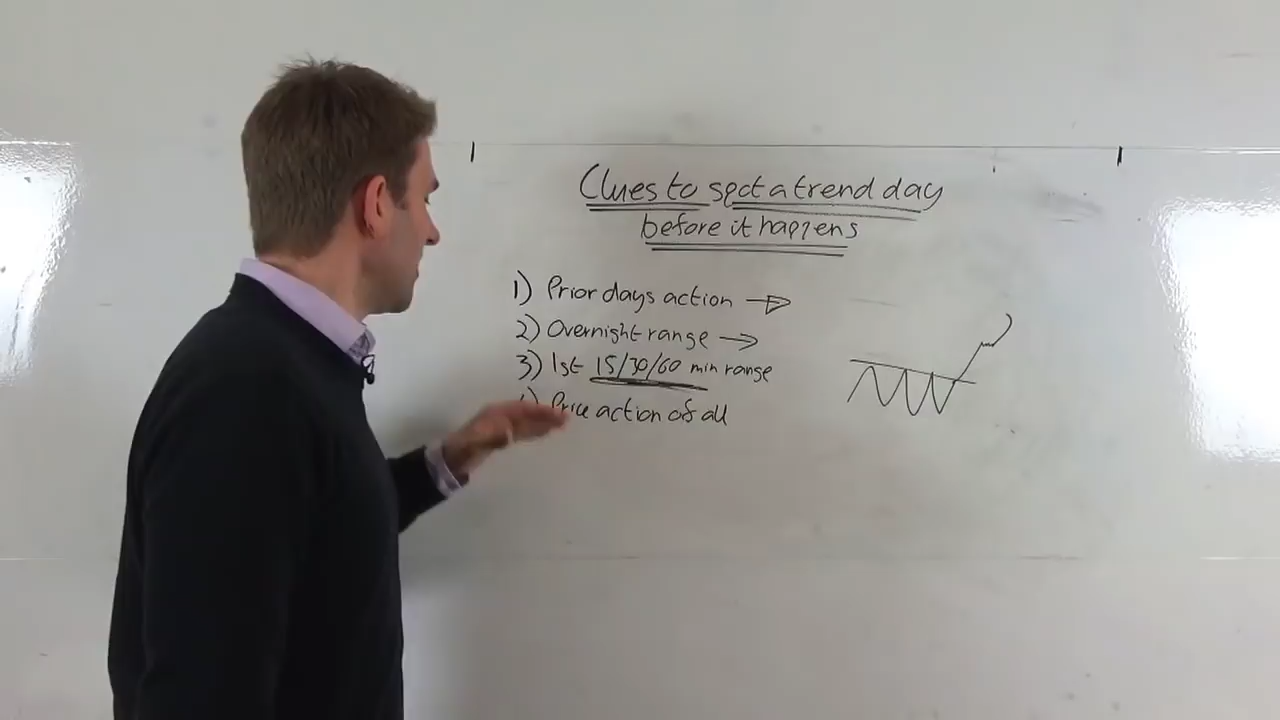 Clues to spot a trend day
before it happens
1) Prior days action →
2) Overnight range →
3) 1st 15/30/60 min range
4) Price action of all